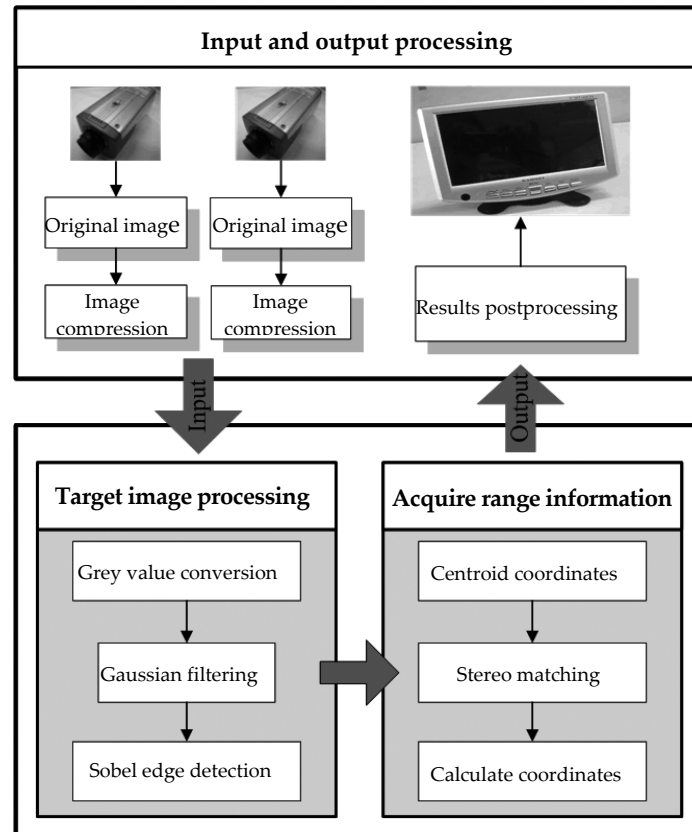 Input and output processing
Original image
Original image
Image
compression
Image
compression
Results postprocessing
Input
Output
Target image processing
Grey value conversion
Gaussian filtering
Sobel edge detection
Acquire range information
Centroid coordinates
Stereo matching
Calculate coordinates